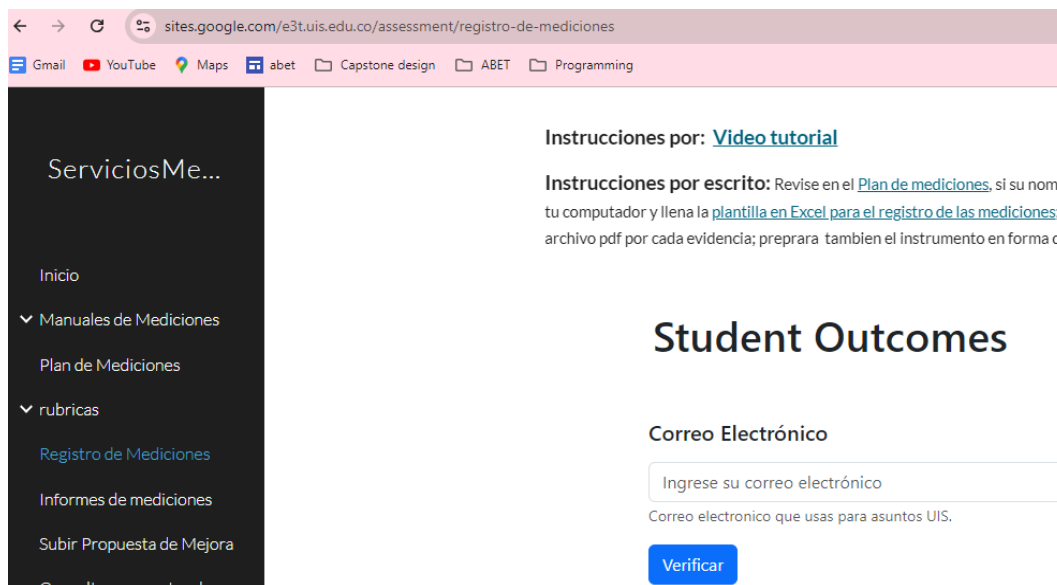 sites.google.com/e3t.uis.edu.co/assessment/registro-de-mediciones
Gmail YouTube Maps abet Capstone design ABET Programming
ServiciosMe...
Inicio
Manuales de Mediciones
Plan de Mediciones
rubricas
Registro de Mediciones
Informes de mediciones
Subir Propuesta de Mejora
Instrucciones por: Video tutorial
Instrucciones por escrito: Revise en el Plan de mediciones, si su nom
tu computador y llena la plantilla en Excel para el registro de las mediciones;
archivo pdf por cada evidencia; preprara tambien el instrumento en forma
Student Outcomes
Correo Electrónico
Ingrese su correo electrónico
Correo electronico que usas para asuntos UIS.
Verificar